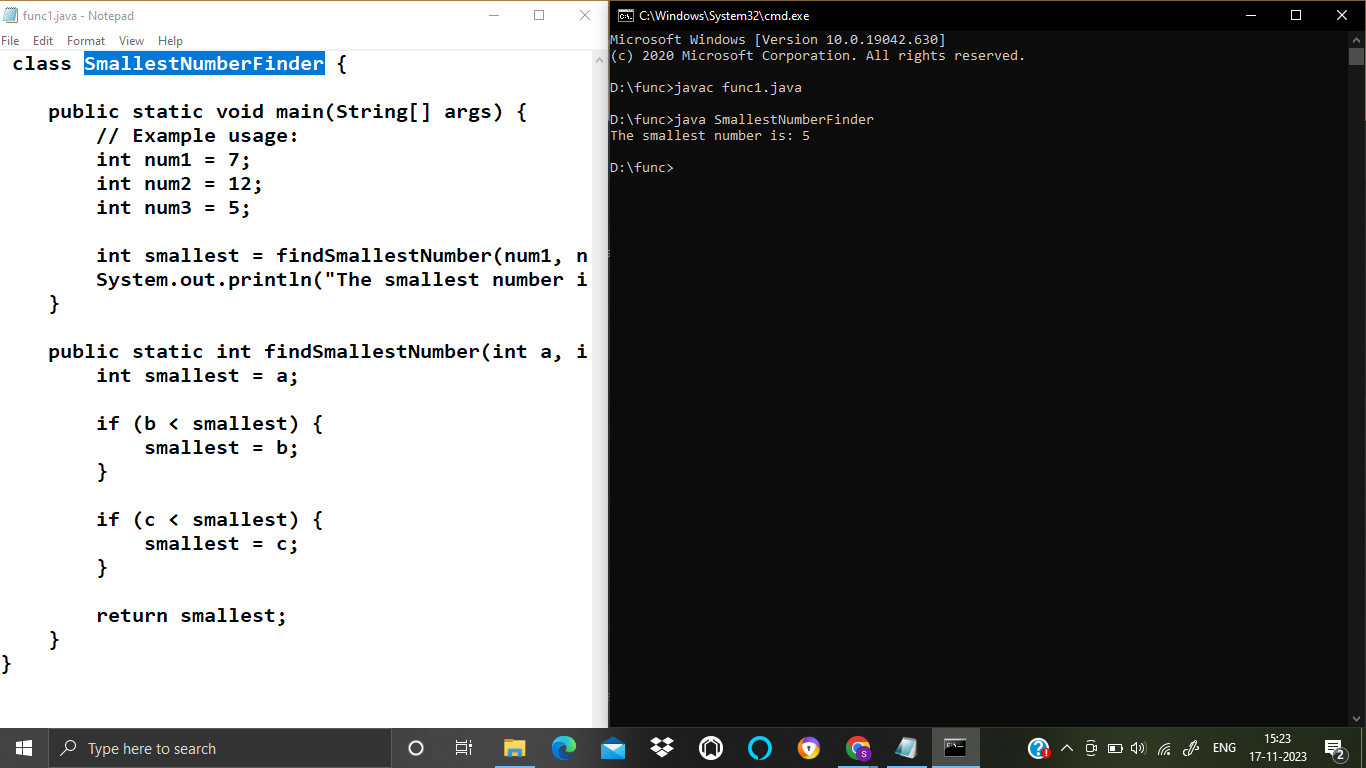 func1.java - Notepad
File Edit Format View Help
class SmallestNumberFinder {
public static void main(String[] args) {
// Example usage:
int num1 = 7;
int num2 = 12;
int num3 = 5;
int smallest = findSmallestNumber(num1, n
System.out.println("The smallest number i
}
public static int findSmallestNumber(int a, i
int smallest = a;
if (b < smallest) {
smallest = b;
}
if (c < smallest) {
smallest = c;
}
return smallest;
}
}
C:\Windows\System32\cmd.exe
Microsoft Windows [Version 10.0.19042.630]
(c) 2020 Microsoft Corporation. All rights reserved.
D:\func>javac func1.java
D:\func>java SmallestNumberFinder
The smallest number is: 5
D:\func>
Type here to search
S
ENG
15:23
17-11-2023
2